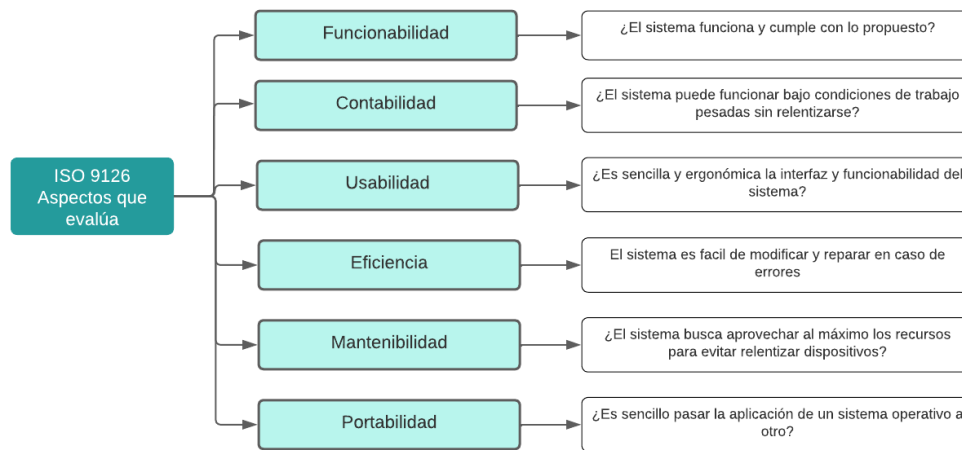 Funcionabilidad
¿El sistema funciona y cumple con lo propuesto?
Contabilidad
¿El sistema puede funcionar bajo condiciones de trabajo
pesadas sin relentizarse?
ISO 9126
Aspectos que
evalúa
Usabilidad
¿Es sencilla y ergonómica la interfaz y funcionabilidad del
sistema?
Eficiencia
El sistema es facil de modificar y reparar en caso de
errores
Mantenibilidad
¿El sistema busca aprovechar al máximo los recursos
para evitar relentizar dispositivos?
Portabilidad
¿Es sencillo pasar la aplicación de un sistema operativo a
otro?